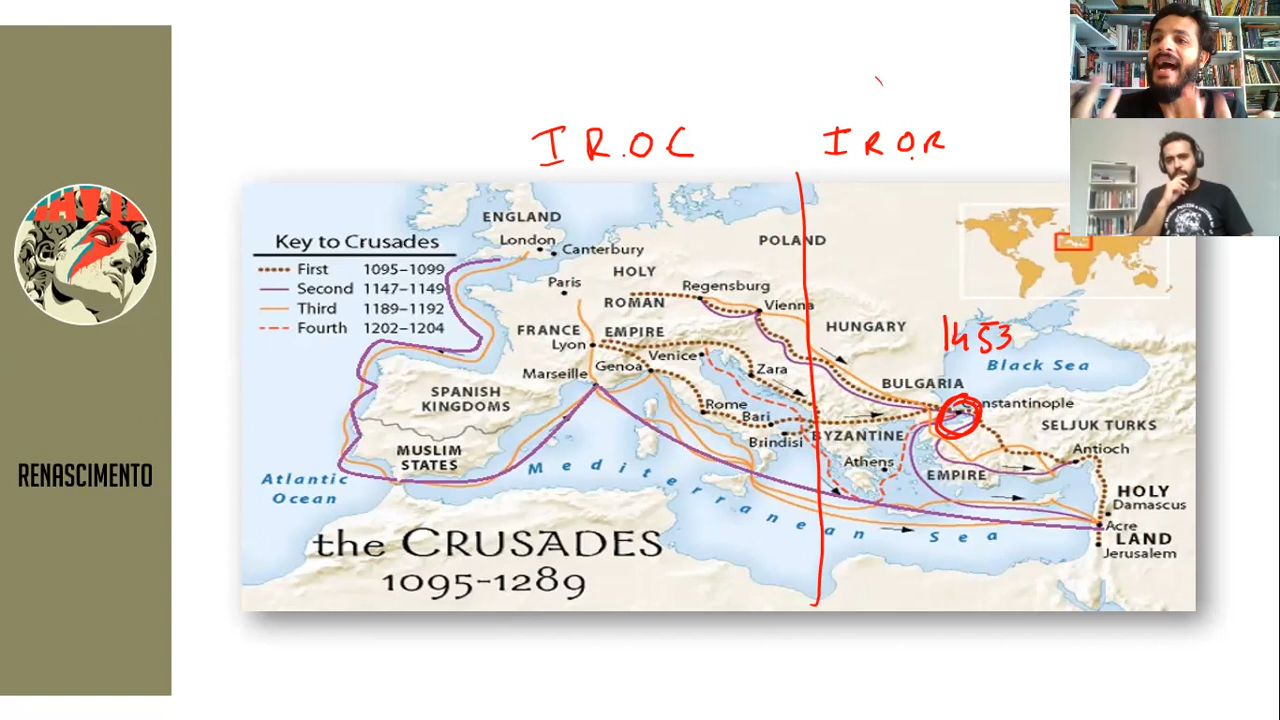 I R.O C
I R O.R
ENGLAND
London
Canterbury
Key to Crusades
First 1095–1099
Second 1147–1149
Third 1189–1192
Fourth 1202–1204
POLAND
HOLY
ROMAN
EMPIRE
Paris
Regensburg
Vienna
FRANCE
Lyon
HUNGARY
1453
Venice
Genoa
Marseille
Zara
Black Sea
BULGARIA
SPANISH
KINGDOMS
Rome
Bari
Brindisi
onstantinople
SELJUK TURKS
BYZANTINE
EMPIRE
Athens
Antioch
MUSLIM
STATES
RENASCIMENTO
Atlantic
Ocean
Mediterranean Sea
HOLY
LAND
Damascus
Acre
Jerusalem
the CRUSADES
1095-1289